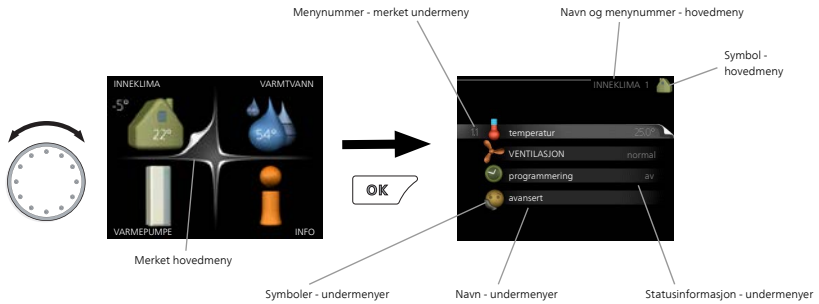 Menynummer - merket undermeny
Navn og menynummer - hovedmeny
Symbol -
hovedmeny
INNEKLIMA
VARMTVANN
-5°
22°
54°
VARMEPUMPE
INFO
Merket hovedmeny
OK
INNEKLIMA 1
1.1 temperatur 25.0°
VENTILASJON normal
programmering av
avansert
Symboler - undermenyer
Navn - undermenyer
Statusinformasjon - undermenyer